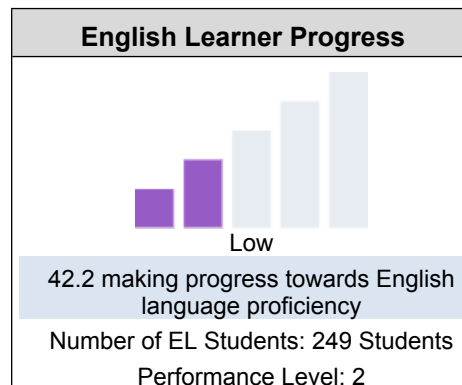 English Learner Progress
Low
42.2 making progress towards English
language proficiency
Number of EL Students: 249 Students
Performance Level: 2